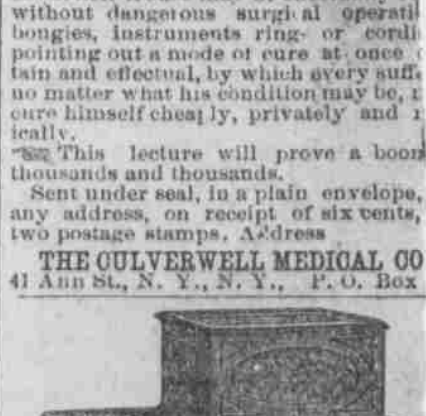 without dangerous surgical operati
bougies, instruments ring- or cordi
pointing out a mode of cure at once c
tain and effectual, by which every suff
no matter what his condition may be,
cure himself cheaply, privately and
ically.
This lecture will prove a boon
thousands and thousands.
Sent under seal, in a plain envelope,
any address, on receipt of six cents,
two postage stamps. Address
THE CULVERWELL MEDICAL CO
41 Ann St., N. Y., N. Y., P. O. Box